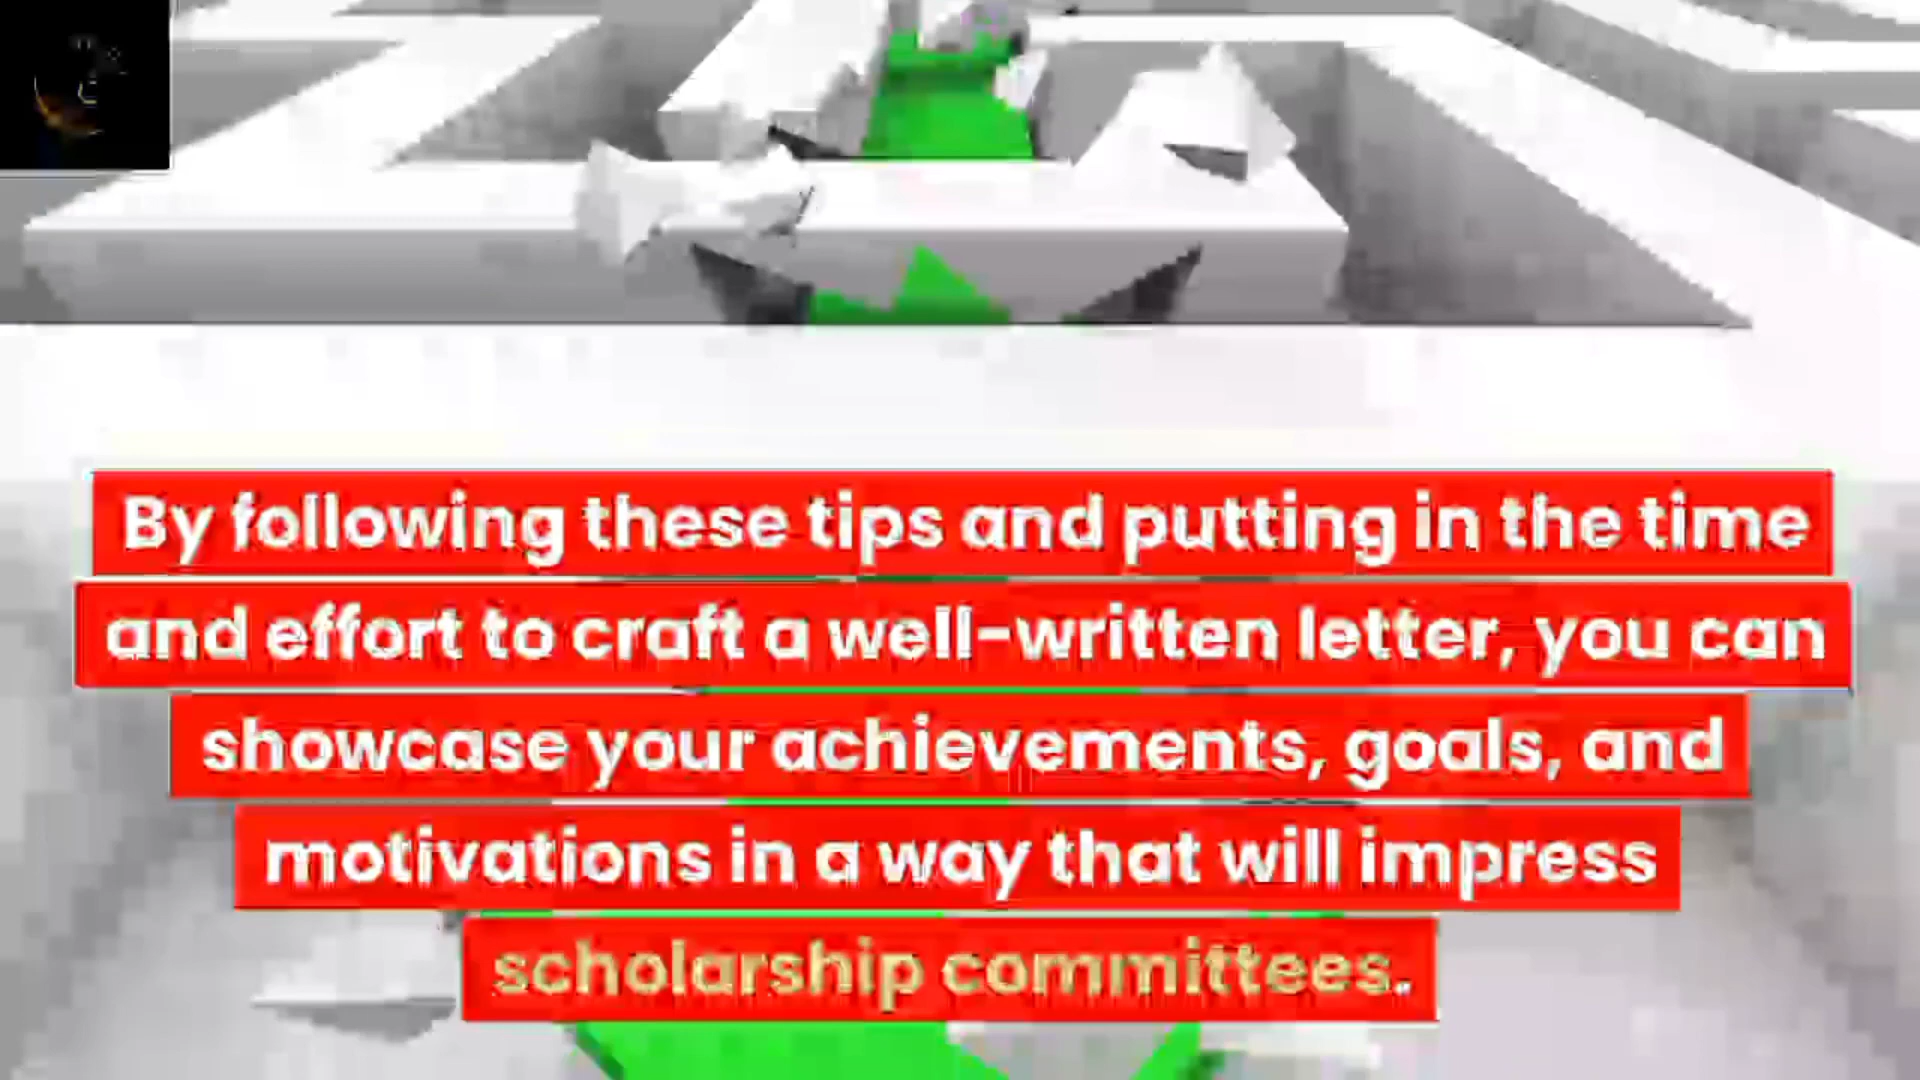 By following these tips and putting in the time
and effort to craft a well-written letter, you can
showcase your achievements, goals, and
motivations in a way that will impress
scholarship committees.